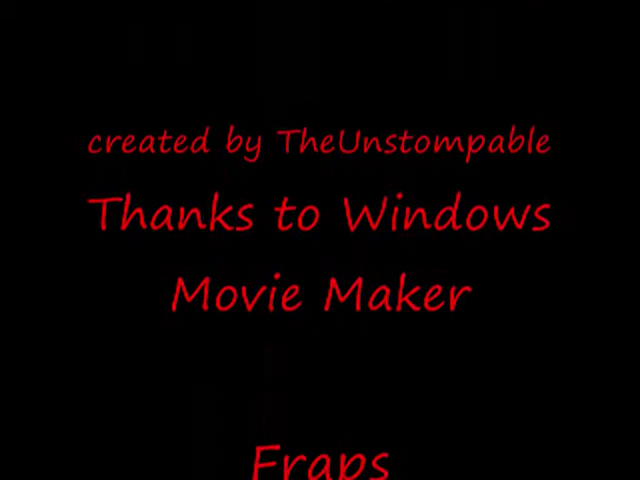 created by TheUnstompable
Thanks to Windows
Movie Maker
Fraps